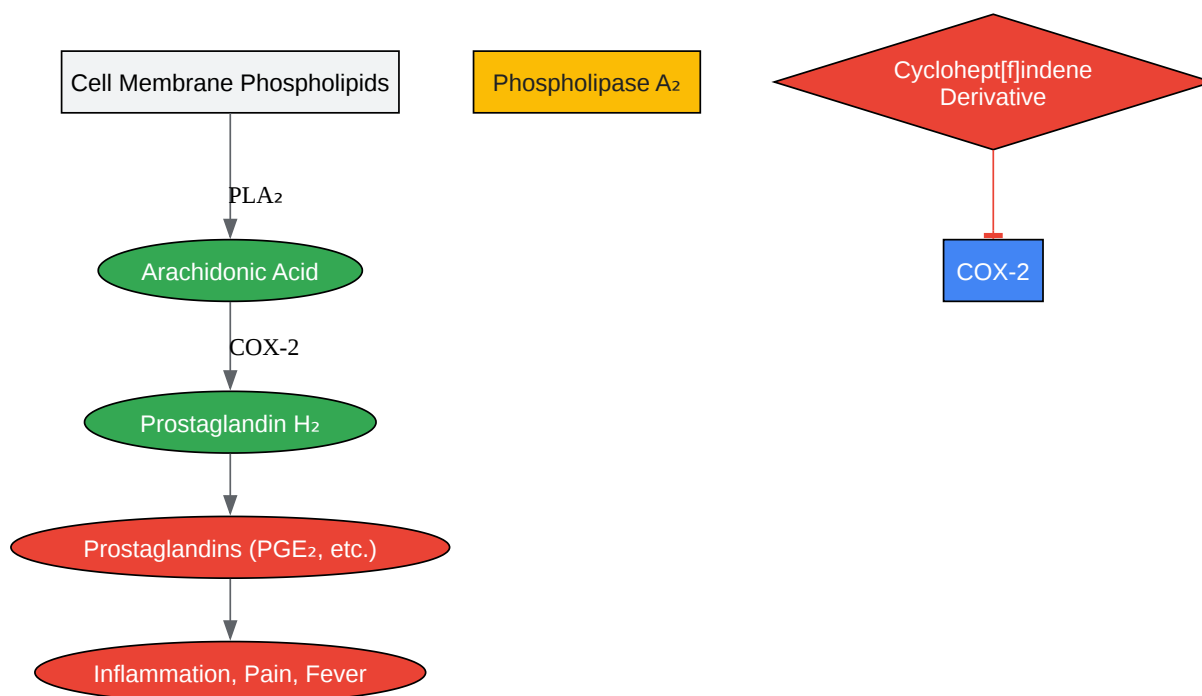 Cell Membrane Phospholipids
Phospholipase A₂
Cyclohept[f]indene
Derivative
PLA₂
Arachidonic Acid
COX-2
COX-2
Prostaglandin H₂
Prostaglandins (PGE₂, etc.)
Inflammation, Pain, Fever